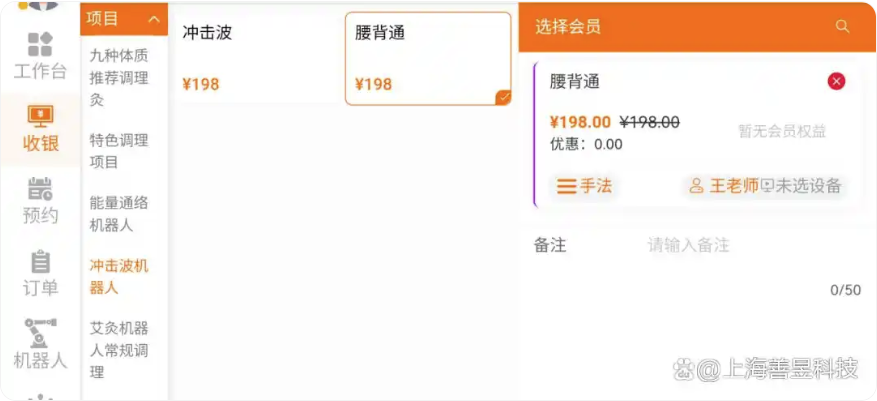 工作台
收银
预约
订单
机器人
项目
九种体质
推荐调理
灸
特色调理
项目
能量通络
机器人
冲击波机
器人
艾灸机器
人常规调
理
冲击波
¥198
腰背通
¥198
选择会员
腰背通
¥198.00 ¥198.00
暂无会员权益
优惠：0.00
手法
王老师 未选设备
备注 请输入备注
0/50
@上海善昱科技